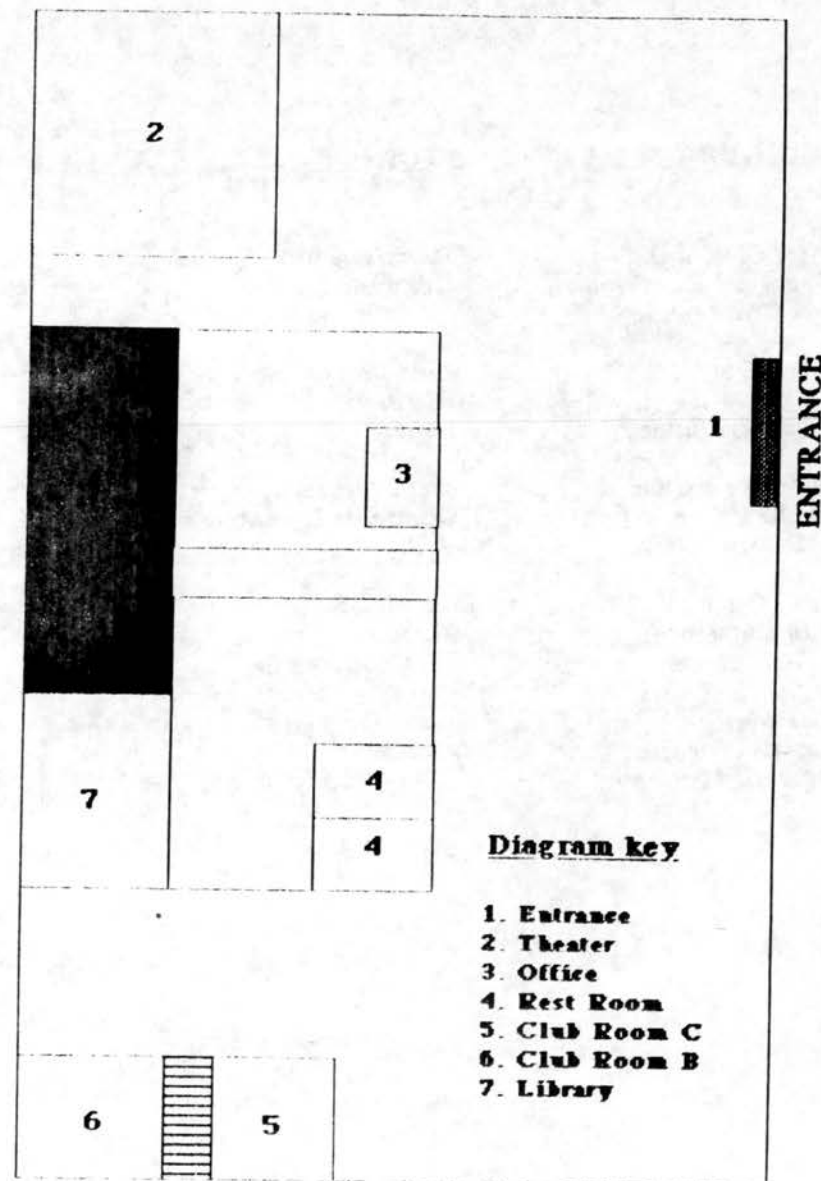 2
1
ENTRANCE
3
7
4
4
Diagram key
1. Entrance
2. Theater
3. Office
4. Rest Room
5. Club Room C
6. Club Room B
7. Library
6
5